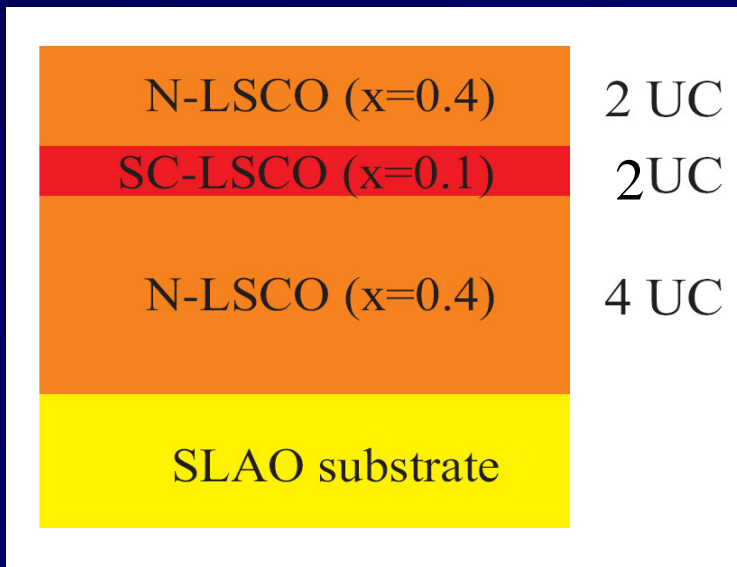 N-LSCO (x=0.4) 2 UC
SC-LSCO (x=0.1) 2UC
N-LSCO (x=0.4) 4 UC
SLAO substrate